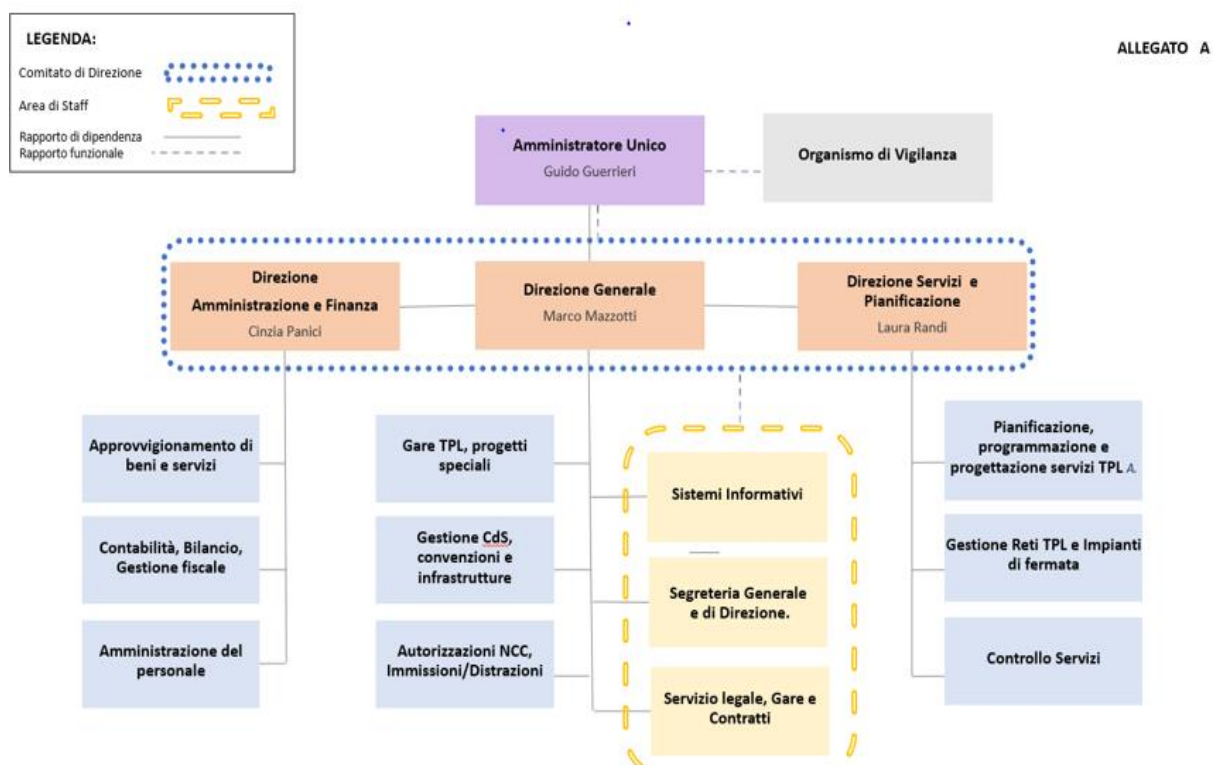 LEGENDA:
Comitato di Direzione
Area di Staff
Rapporto di dipendenza
Rapporto funzionale
ALLEGATO A
Amministratore Unico
Guido Guerrieri
Organismo di Vigilanza
Direzione
Amministrazione e Finanza
Cinzia Panici
Direzione Generale
Marco Mazzotti
Direzione Servizi e
Pianificazione
Laura Randi
Approvvigionamento di
beni e servizi
Contabilità, Bilancio,
Gestione fiscale
Amministrazione del
personale
Gare TPL, progetti
speciali
Gestione CdS,
convenzioni e
infrastrutture
Autorizzazioni NCC,
Immissioni/Distrazioni
Sistemi Informativi
Segreteria Generale
e di Direzione.
Servizio legale, Gare e
Contratti
Pianificazione,
programmazione e
progettazione servizi TPL A.
Gestione Reti TPL e Impianti
di fermata
Controllo Servizi